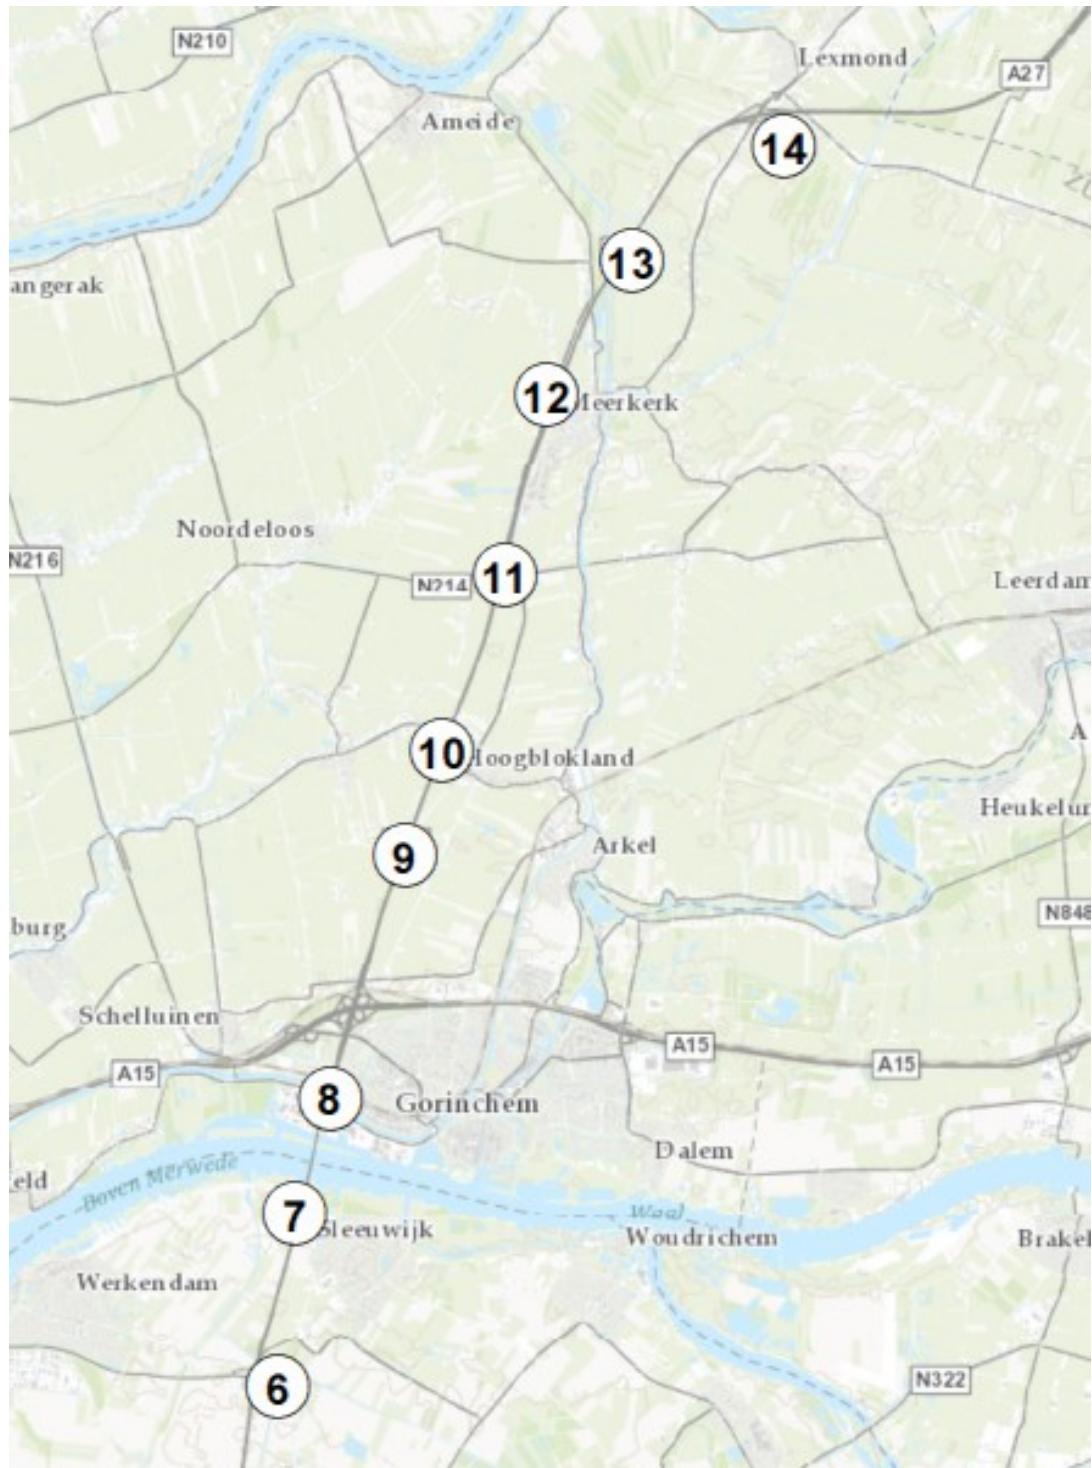 N210
Lexmond
A27
Ameide
14
13
angerak
12
Meerkerk
Noordeloos
N216
11
N214
Leerdam
10
Hoogblokland
A
Heukelur
9
Arkel
N848
burg
Schelluinen
A15
A15
A15
8
Gorinchem
Dalem
eld
Boven Merwede
7
Sleeuwijk
Waal
Woudrichem
Brakel
Werkendam
6
N322